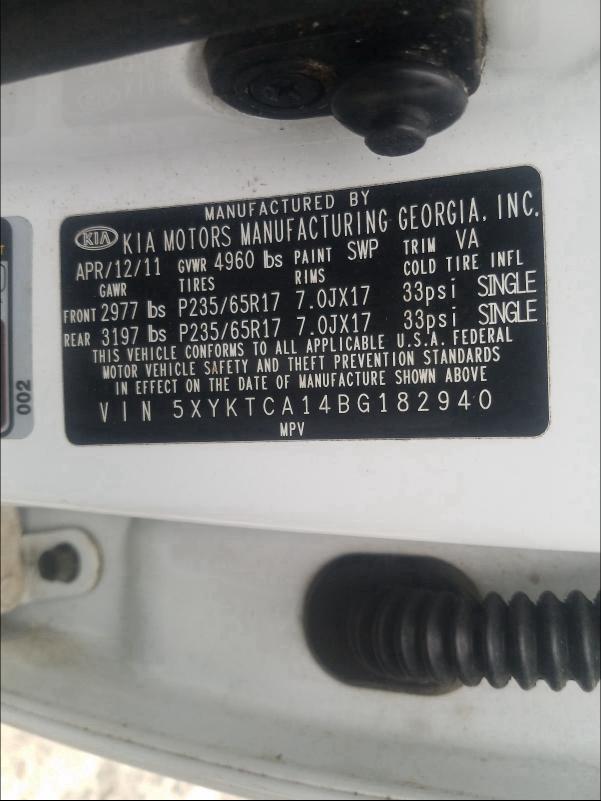 MANUFACTURED BY
KIA KIA MOTORS MANUFACTURING GEORGIA, INC.
APR/12/11 GVWR 4960 lbs PAINT SWP TRIM VA
GAWR TIRES RIMS COLD TIRE INFL
FRONT 2977 lbs P235/65R17 7.0JX17 33psi SINGLE
REAR 3197 lbs P235/65R17 7.0JX17 33psi SINGLE
THIS VEHICLE CONFORMS TO ALL APPLICABLE U.S.A. FEDERAL
MOTOR VEHICLE SAFETY AND THEFT PREVENTION STANDARDS
IN EFFECT ON THE DATE OF MANUFACTURE SHOWN ABOVE
VIN 5XYKTCA14BG182940
MPV
002